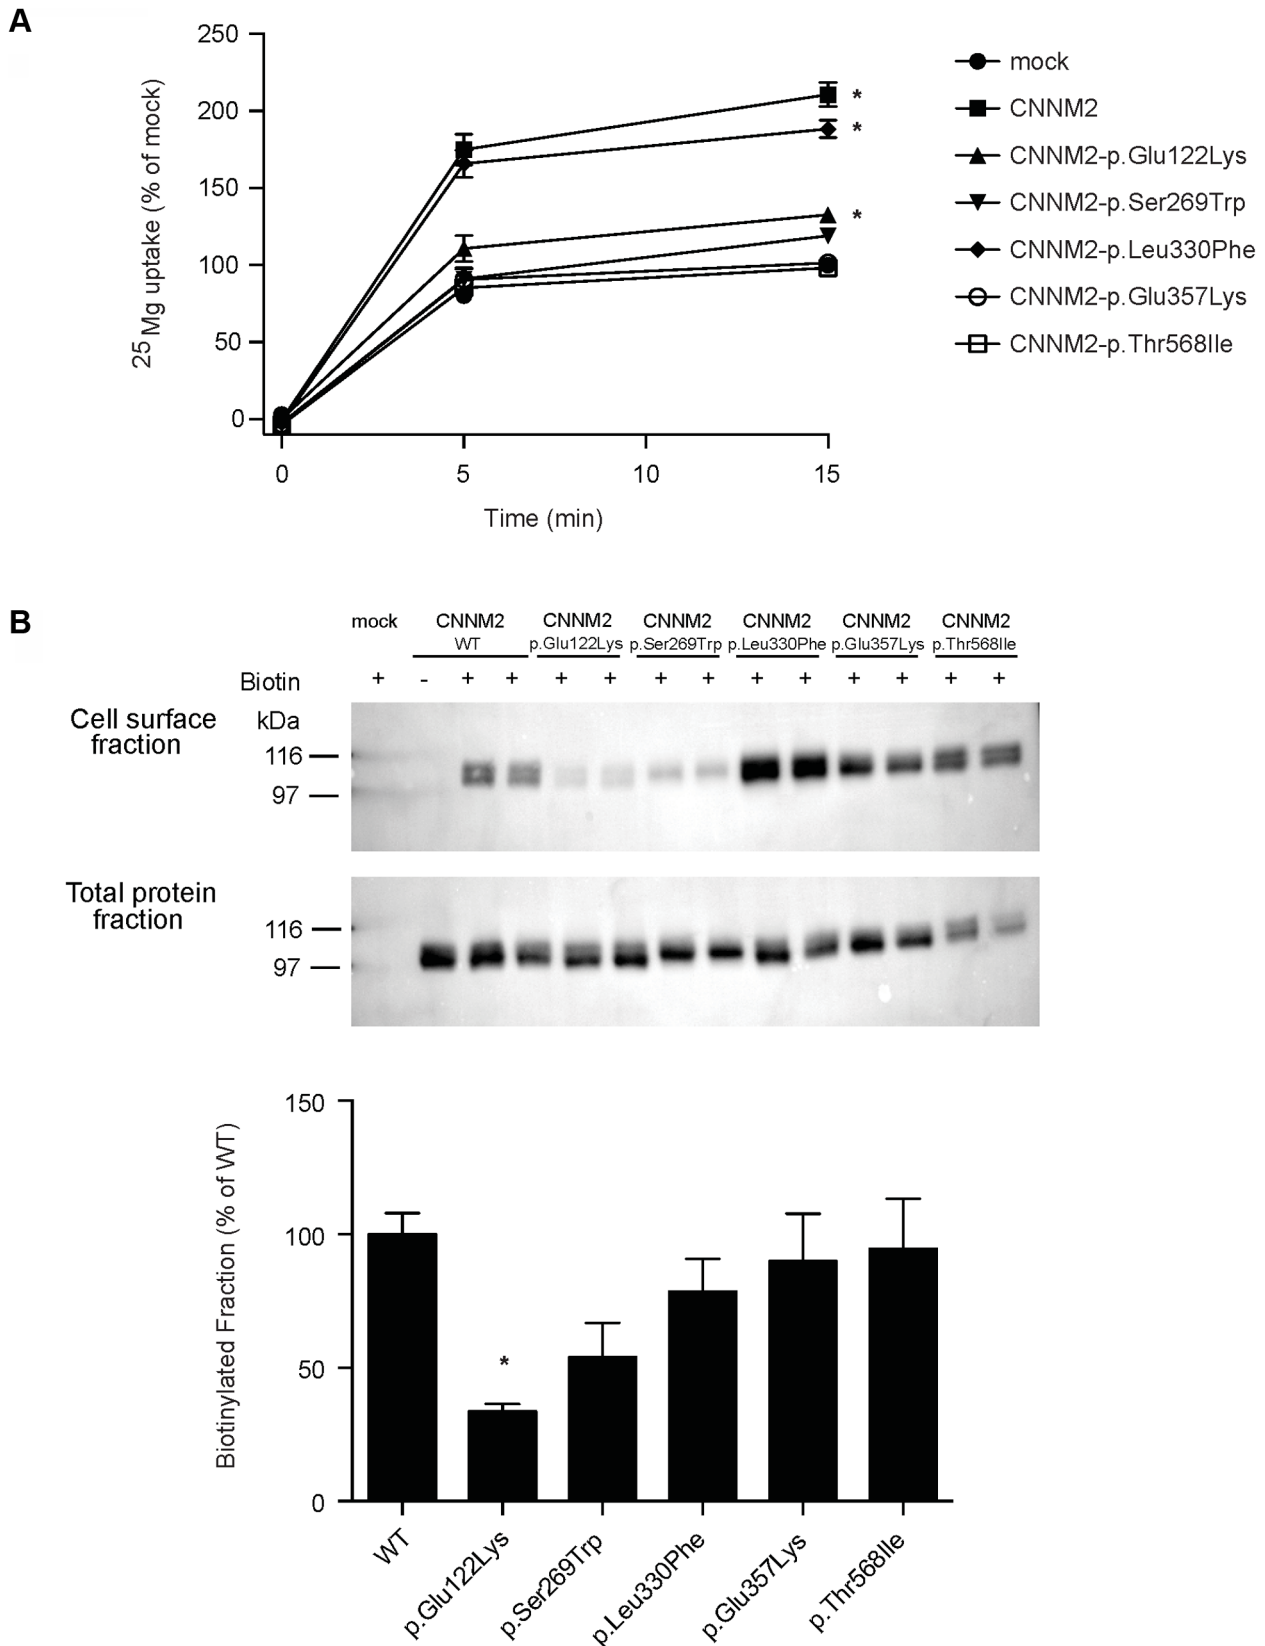 A
250
200
150
100
50
0
25Mg uptake (% of mock)
0 5 10 15
Time (min)
*
*
*
mock
CNNM2
CNNM2-p.Glu122Lys
CNNM2-p.Ser269Trp
CNNM2-p.Leu330Phe
CNNM2-p.Glu357Lys
CNNM2-p.Thr568Ile
B
mock CNNM2 CNNM2 CNNM2 CNNM2 CNNM2 CNNM2
WT p.Glu122Lys p.Ser269Trp p.Leu330Phe p.Glu357Lys p.Thr568Ile
Biotin + - + + + + + + + + + + + +
Cell surface
fraction
kDa
116
97
Total protein
fraction
116
97
150
100
50
0
Biotinylated Fraction (% of WT)
*
WT
p.Glu122Lys
p.Ser269Trp
p.Leu330Phe
p.Glu357Lys
p.Thr568Ile